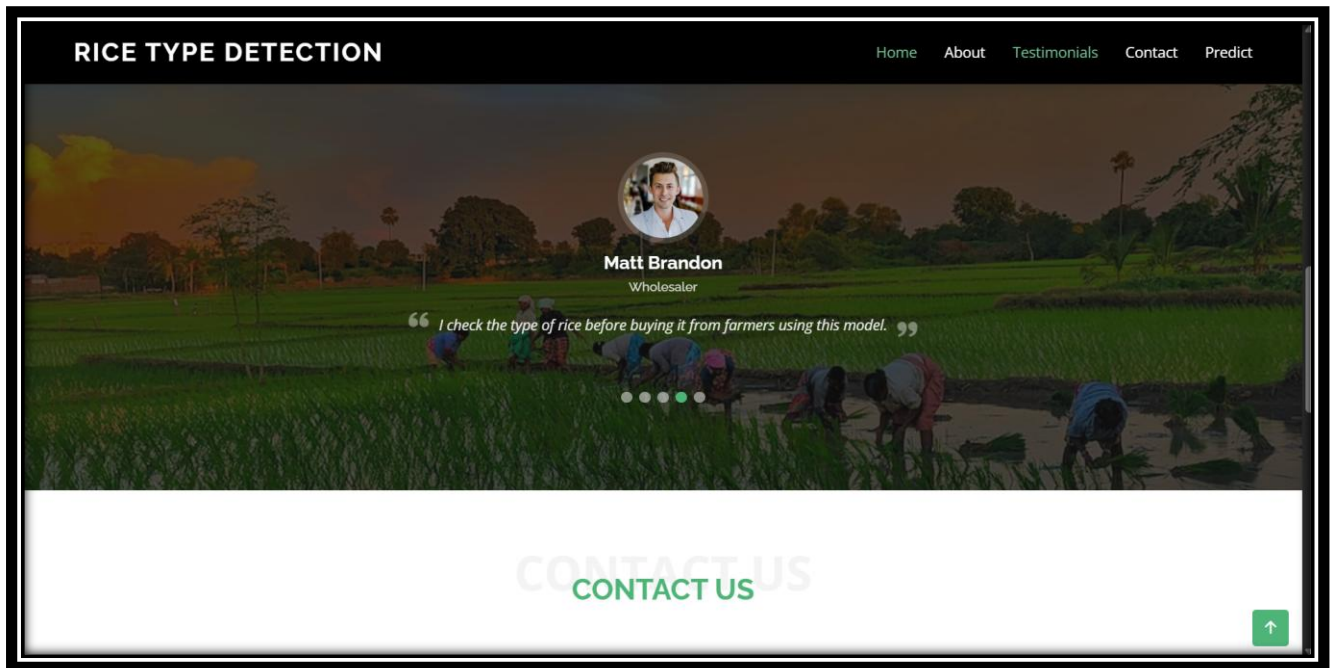 RICE TYPE DETECTION
Home About Testimonials Contact Predict
Matt Brandon
Wholesaler
“ I check the type of rice before buying it from farmers using this model. ”
CONTACT US
CONTACT US